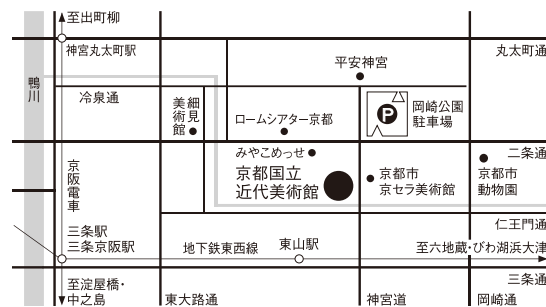 至出町柳
神宮丸太町駅
丸太町通
平安神宮
鴨川
冷泉通
細見
美術館
ロームシアター京都
P
岡崎公園
駐車場
みやこめっせ
二条通
京都国立
近代美術館
京都市
京セラ美術館
京都市
動物園
京阪電車
仁王門通
三条駅
三条京阪駅
地下鉄東西線
東山駅
至六地蔵・びわ湖浜大津
三条通
至淀屋橋・
中之島
東大路通
神宮道
岡崎通